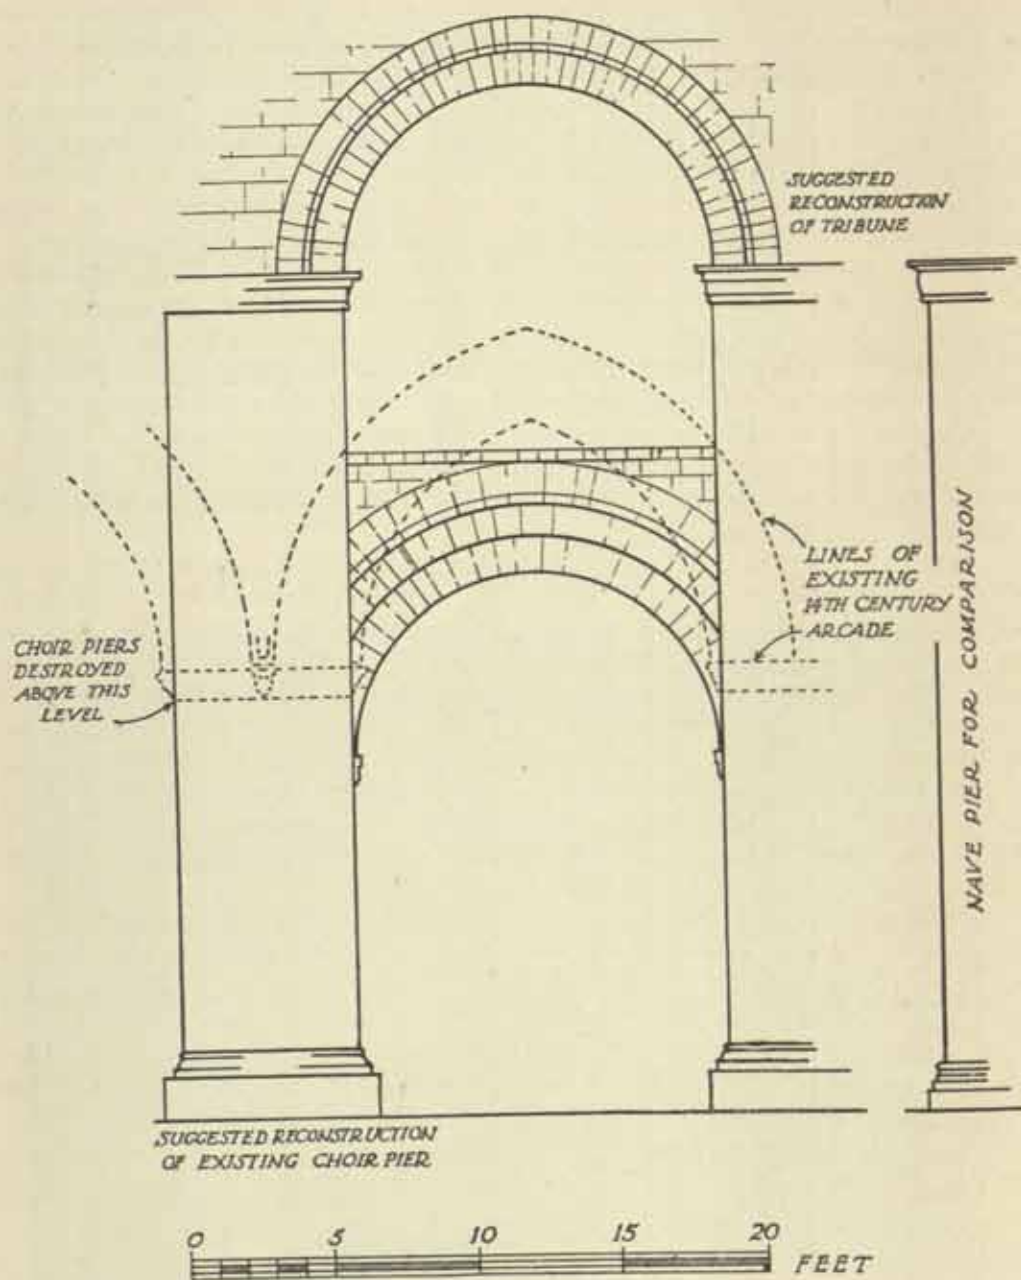 SUGGESTED
RECONSTRUCTION
OF TRIBUNE
LINES OF
EXISTING
14TH CENTURY
ARCADE
CHOIR PIERS
DESTROYED
ABOVE THIS
LEVEL
NAVE PIER FOR COMPARISON
SUGGESTED RECONSTRUCTION
OF EXISTING CHOIR PIER
0 5 10 15 20
FEET